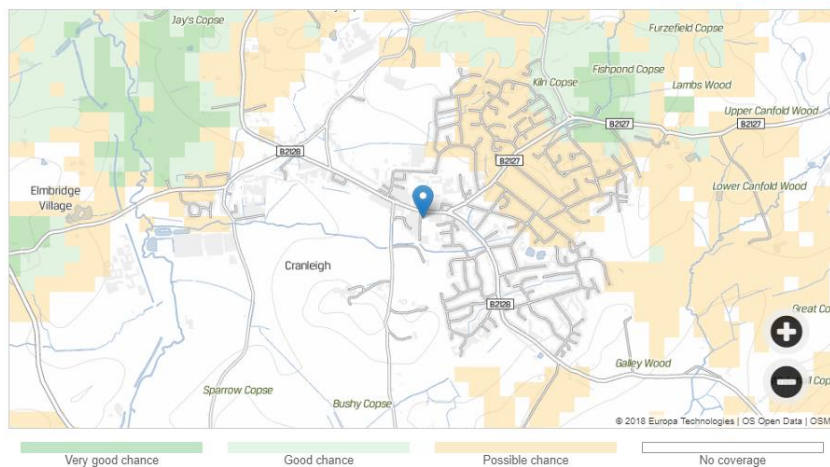 Jay's Copse
Furzefield Copse
Kiln Copse
Fishpond Copse
Lambs Wood
Upper Canfold Wood
B2127
B2127
B2128
B2127
Elmbridge
Village
Lower Canfold Wood
Cranleigh
B2128
Great Co
Galley Wood
Sparrow Copse
Bushy Copse
© 2018 Europa Technologies | OS Open Data | OSM
Very good chance
Good chance
Possible chance
No coverage